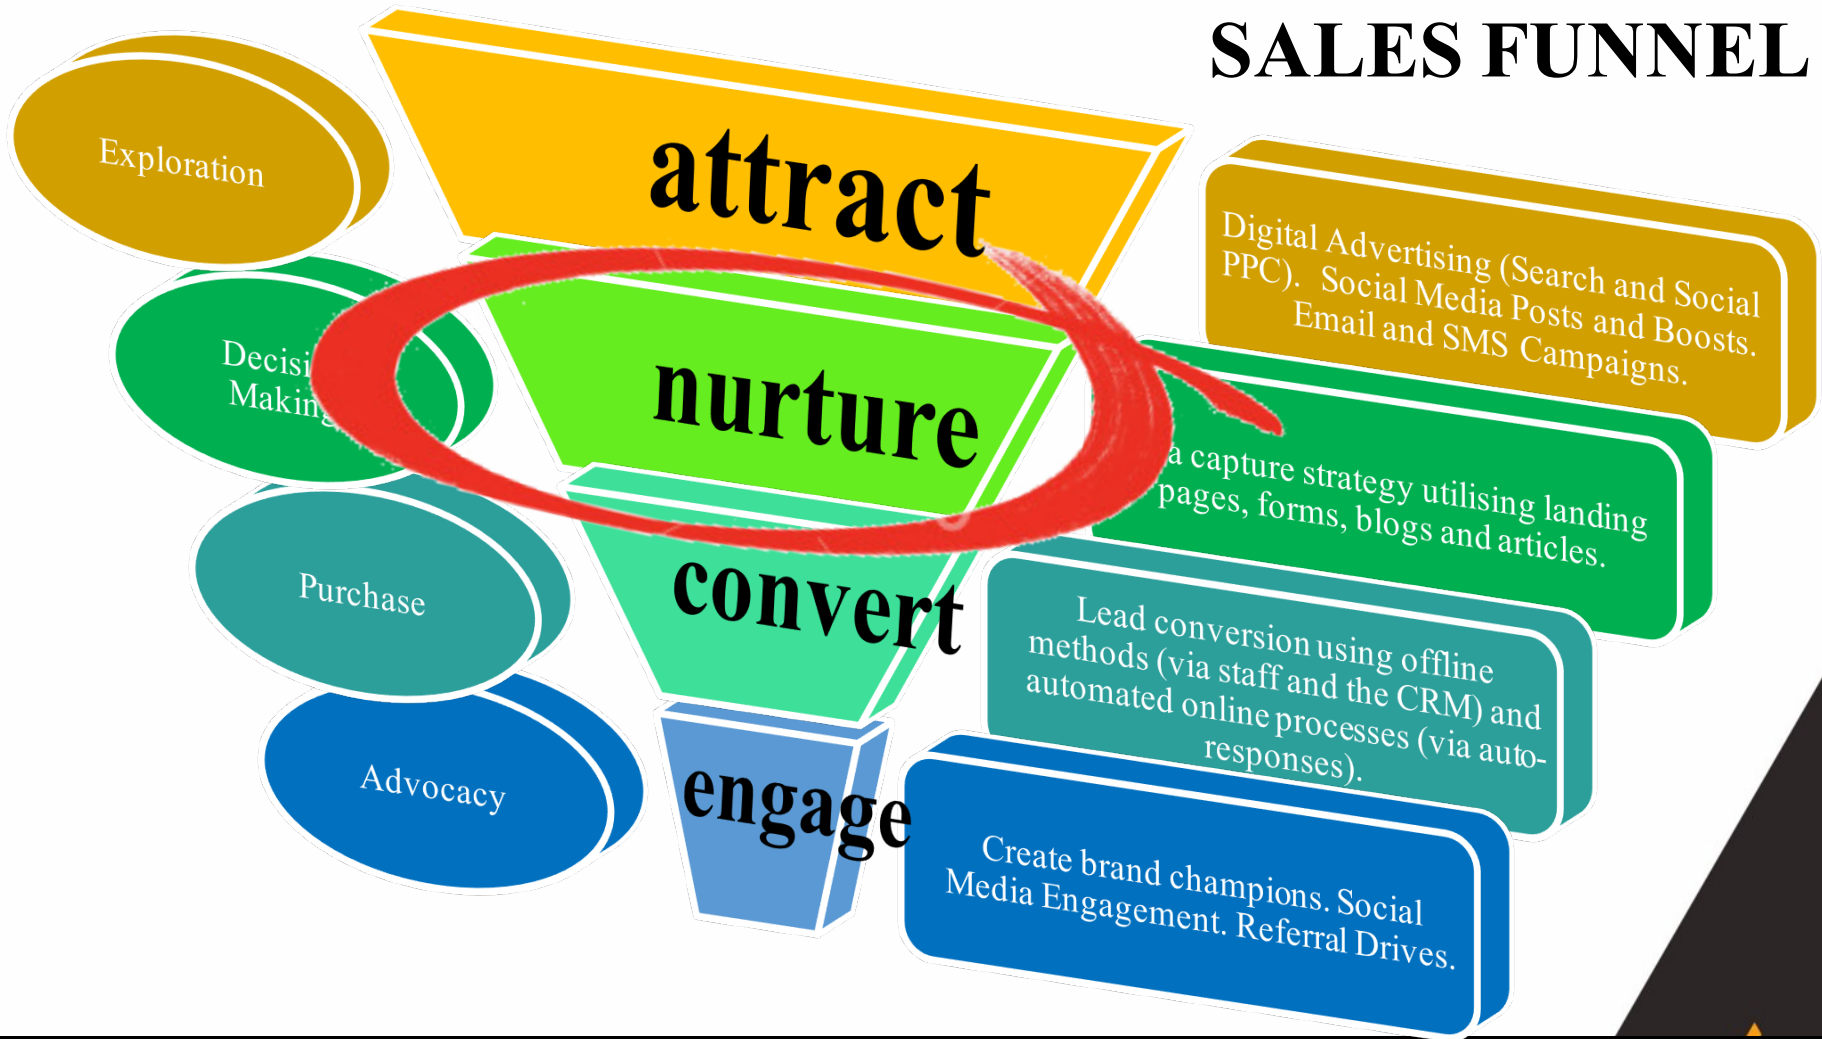 SALES FUNNEL
Exploration
attract
Digital Advertising (Search and Social
PPC). Social Media Posts and Boosts.
Email and SMS Campaigns.
Making
nurture
a capture strategy utilising landing
pages, forms, blogs and articles.
Purchase
convert
Lead conversion using offline
methods (via staff and the CRM) and
automated online processes (via auto-
responses).
Advocacy
engage
Create brand champions. Social
Media Engagement. Referral Drives.